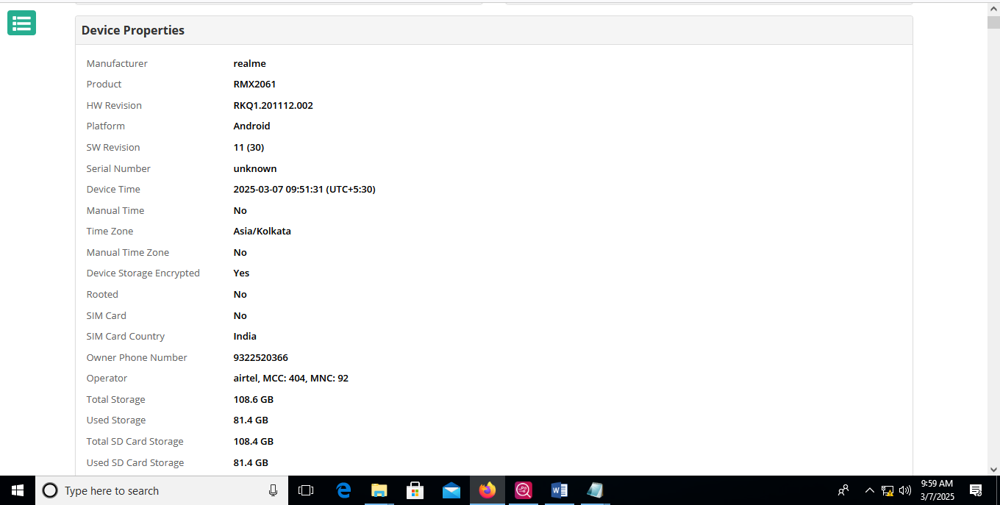 Device Properties
Manufacturer realme
Product RMX2061
HW Revision RKQ1.201112.002
Platform Android
SW Revision 11 (30)
Serial Number unknown
Device Time 2025-03-07 09:51:31 (UTC+5:30)
Manual Time No
Time Zone Asia/Kolkata
Manual Time Zone No
Device Storage Encrypted Yes
Rooted No
SIM Card No
SIM Card Country India
Owner Phone Number 9322520366
Operator airtel, MCC: 404, MNC: 92
Total Storage 108.6 GB
Used Storage 81.4 GB
Total SD Card Storage 108.4 GB
Used SD Card Storage 81.4 GB
Type here to search
9:59 AM
3/7/2025